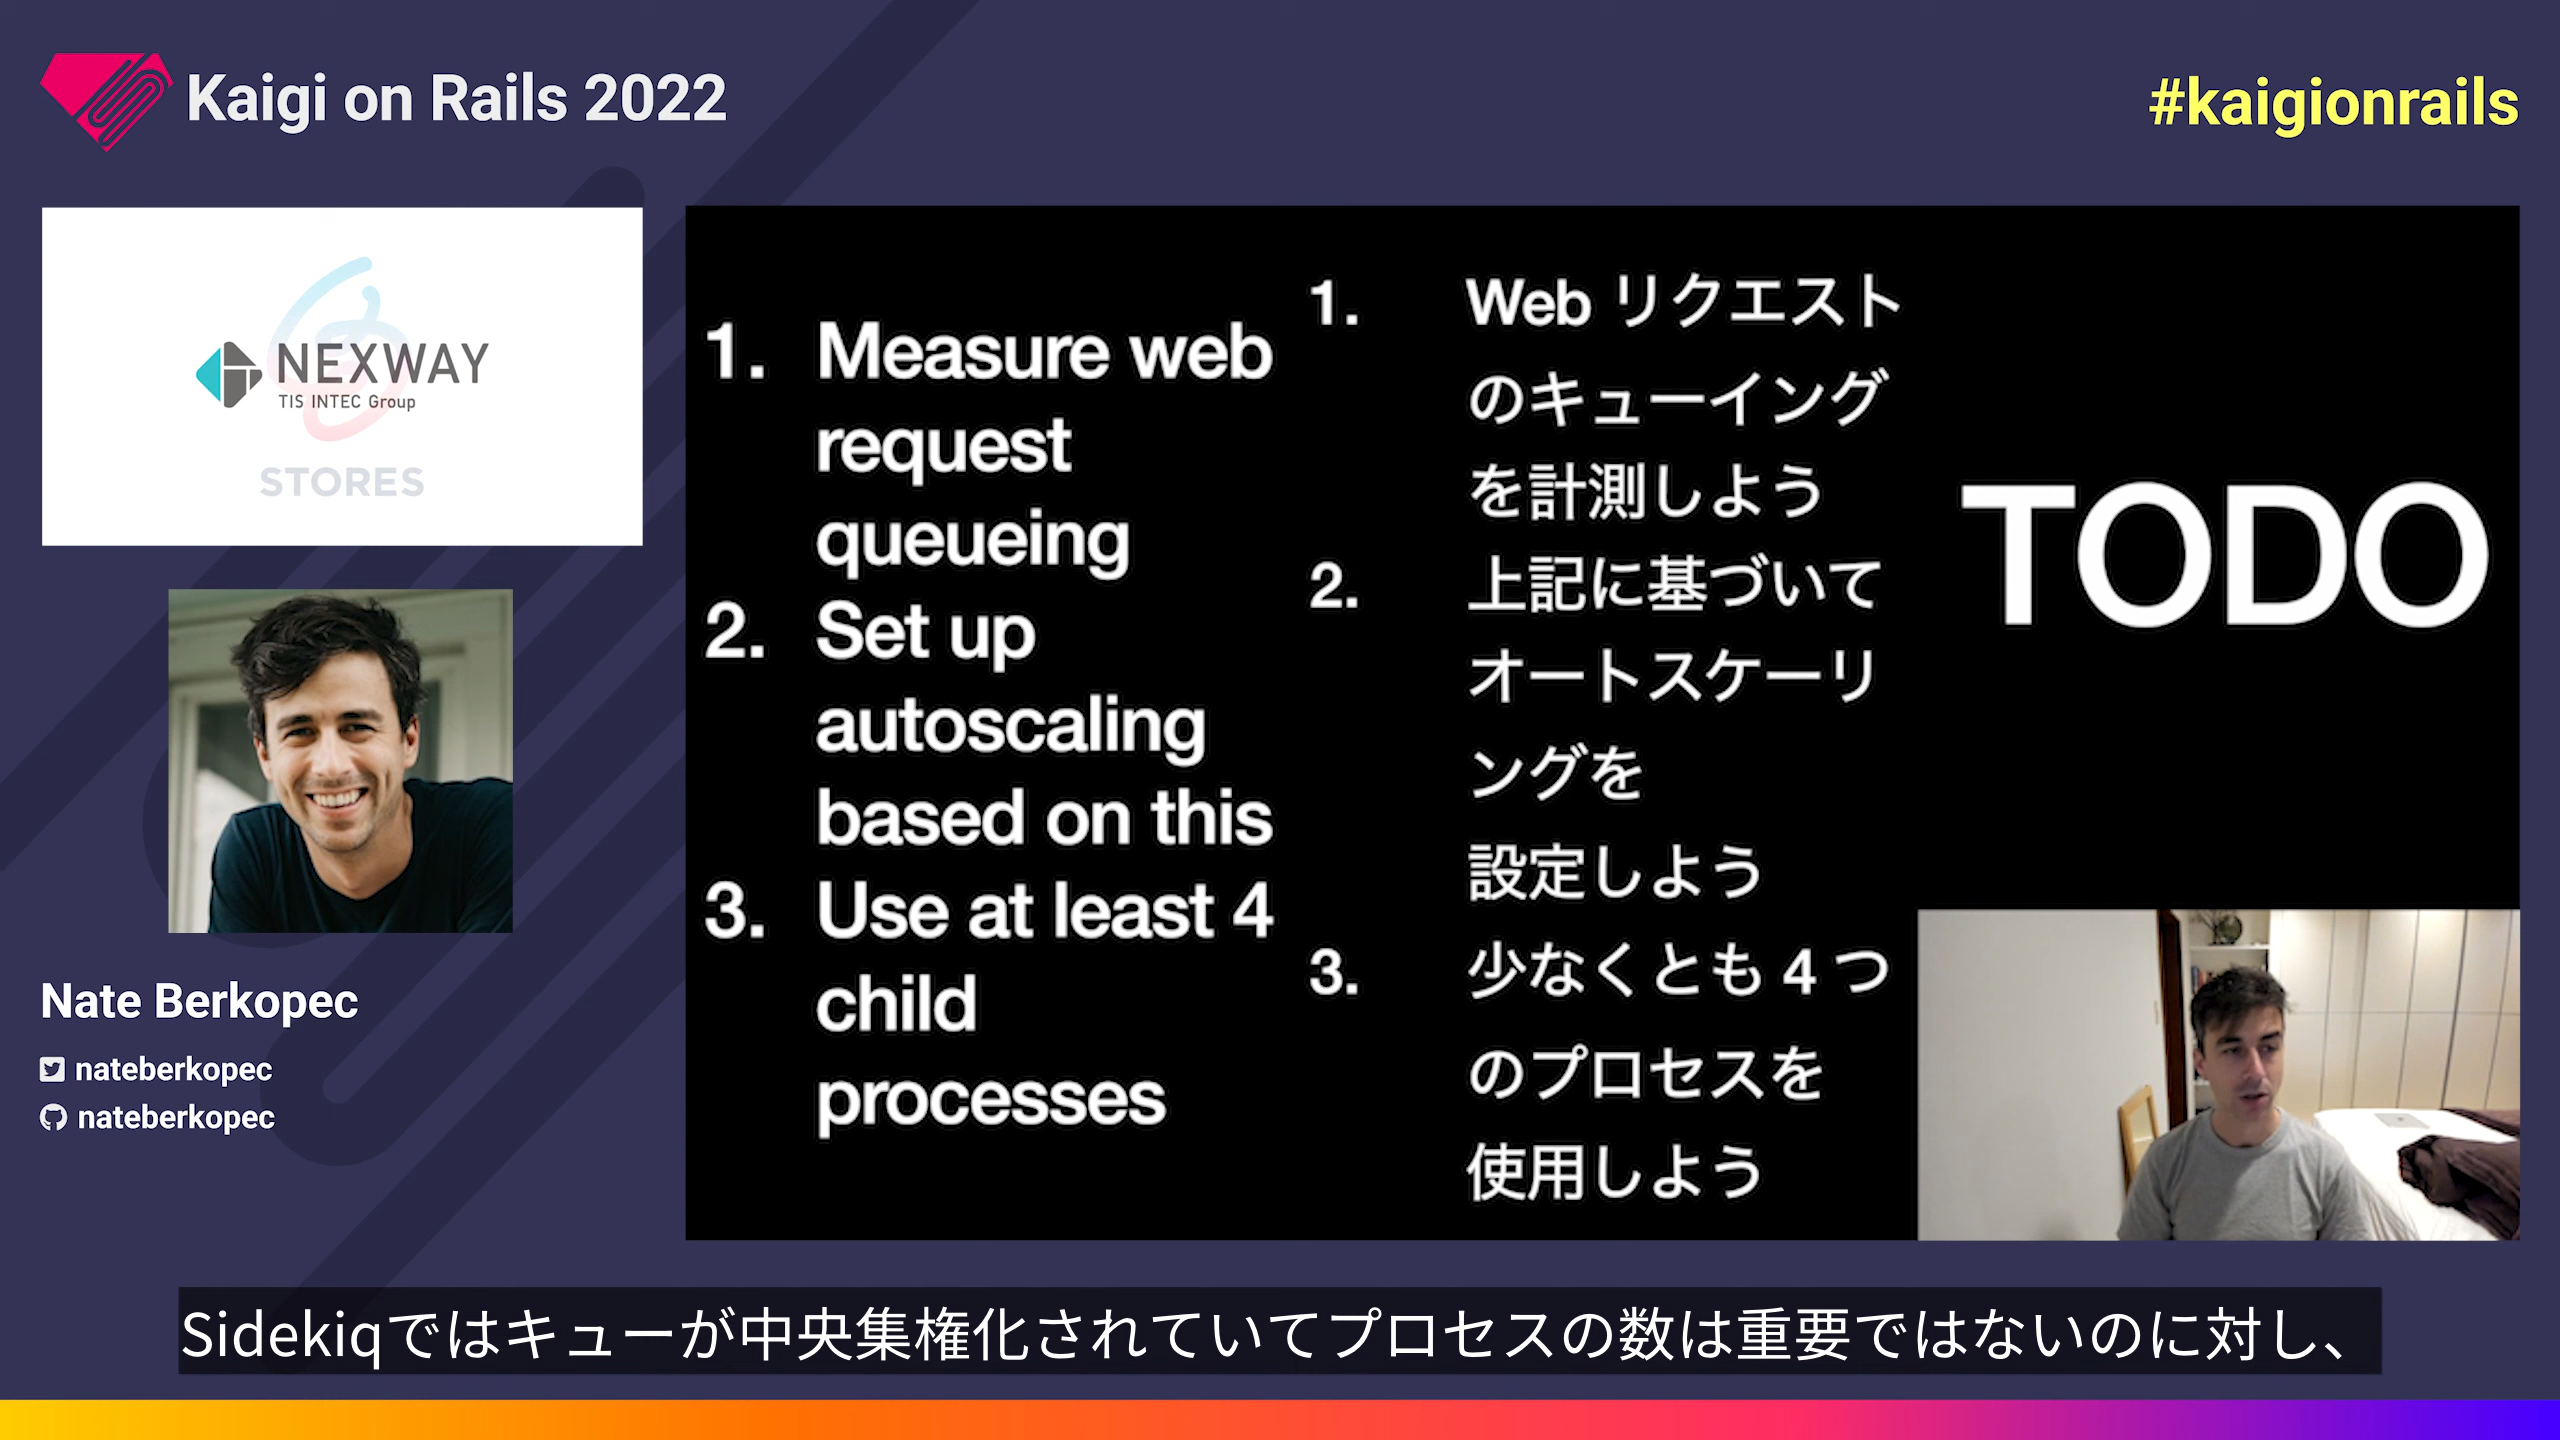 Kaigi on Rails 2022
#kaigionrails
NEXWAY
TIS INTEC Group
STORES
Nate Berkopec
nateberkopec
nateberkopec
1. Measure web
request
queueing
2. Set up
autoscaling
based on this
3. Use at least 4
child
processes
1. Web リクエスト
のキューイング
を計測しよう
2. 上記に基づいて
オートスケーリ
ングを
設定しよう
3. 少なくとも 4 つ
のプロセスを
使用しよう
TODO
Sidekiqではキューが中央集権化されていてプロセスの数は重要ではないのに対し、